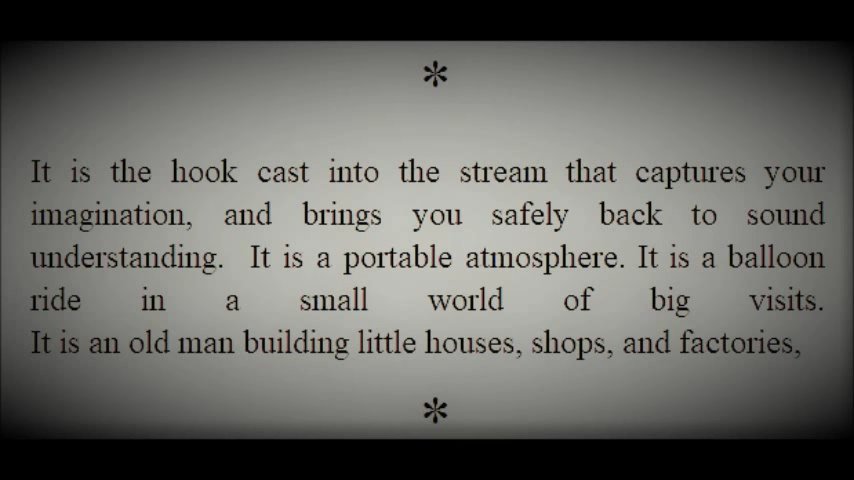 *
It is the hook cast into the stream that captures your
imagination, and brings you safely back to sound
understanding. It is a portable atmosphere. It is a balloon
ride in a small world of big visits.
It is an old man building little houses, shops, and factories,
*